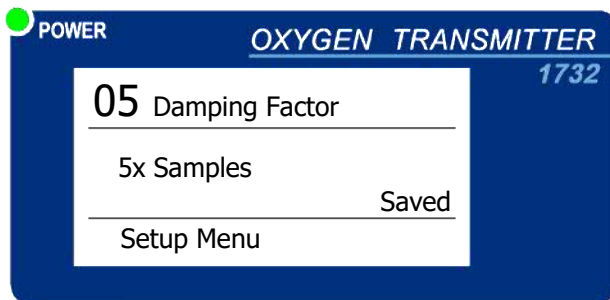 POWER
OXYGEN TRANSMITTER
1732
05 Damping Factor
5x Samples
Saved
Setup Menu